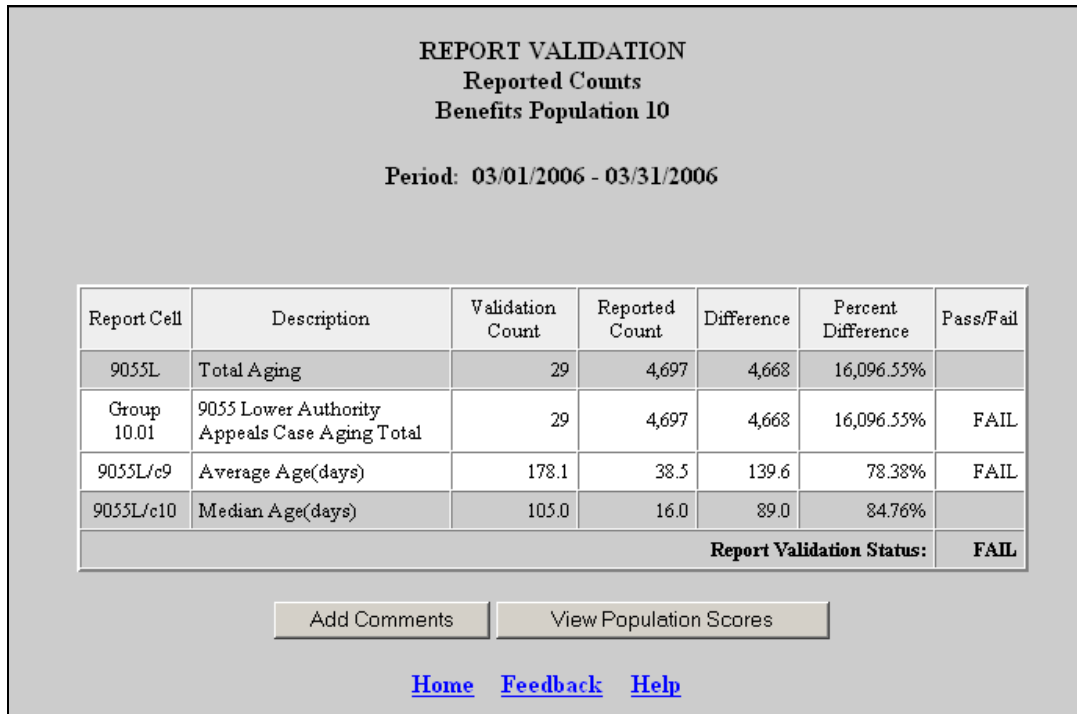 REPORT VALIDATION
Reported Counts
Benefits Population 10
Period: 03/01/2006 - 03/31/2006
Report Cell Description Validation Count Reported Count Difference Percent Difference Pass/Fail
9055L Total Aging 29 4,697 4,668 16,096.55%
Group 10.01 9055 Lower Authority Appeals Case Aging Total 29 4,697 4,668 16,096.55% FAIL
9055L/c9 Average Age(days) 178.1 38.5 139.6 78.38% FAIL
9055L/c10 Median Age(days) 105.0 16.0 89.0 84.76%
Report Validation Status: FAIL
Add Comments View Population Scores
Home Feedback Help